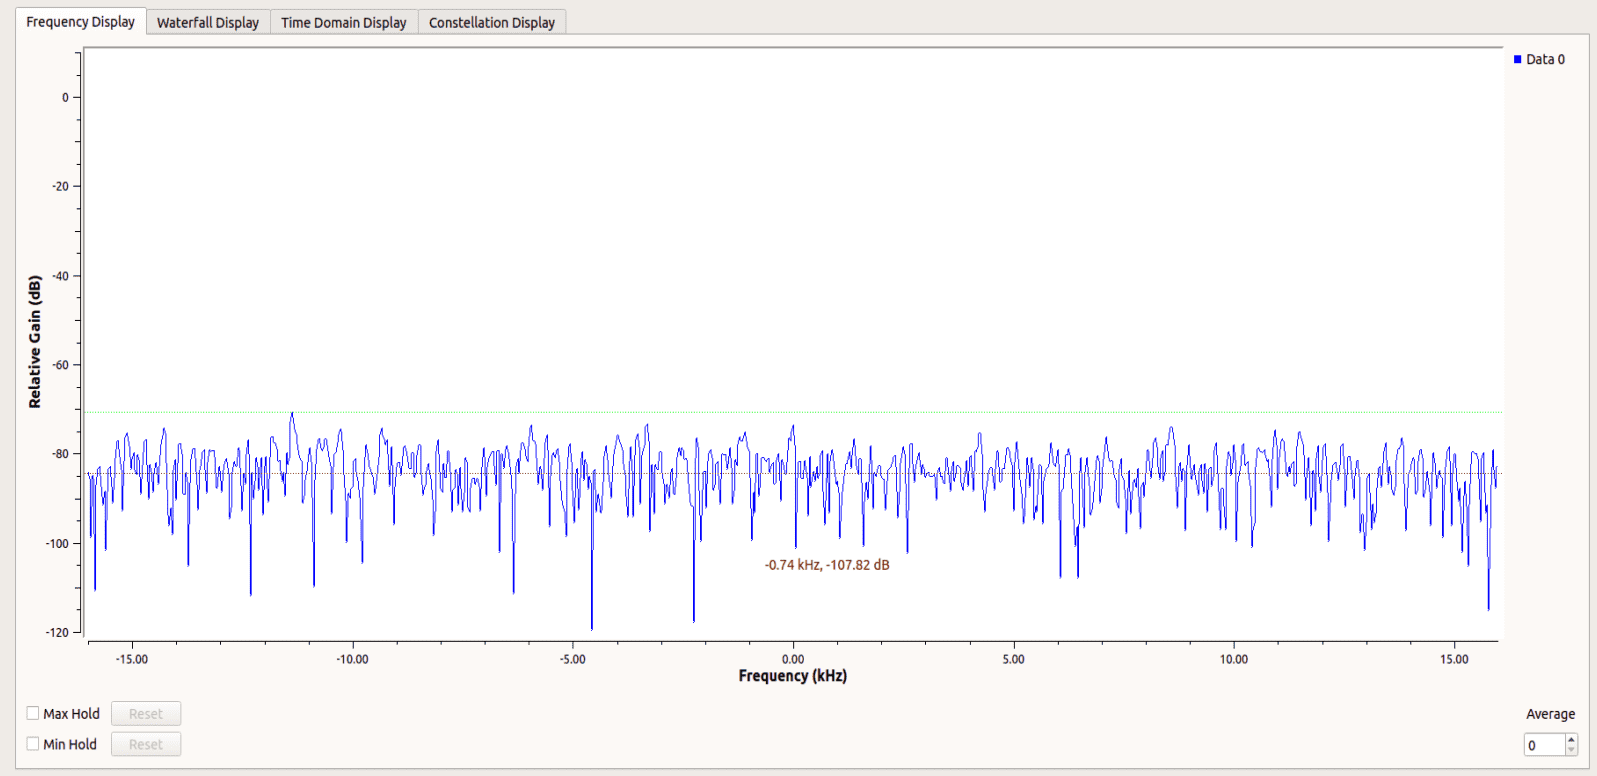 Frequency Display Waterfall Display Time Domain Display Constellation Display
Data 0
0
-20
-40
-60
-80
-100
-120
Relative Gain (dB)
-0.74 kHz, -107.82 dB
-15.00 -10.00 -5.00 0.00 5.00 10.00 15.00
Frequency (kHz)
Max Hold Reset
Average
Min Hold Reset
0